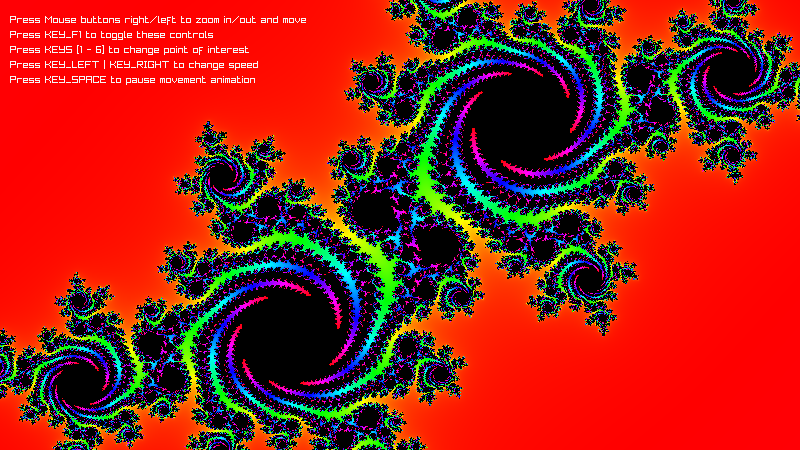 Press Mouse buttons right/left to zoom in/out and move
Press KEY_F1 to toggle these controls
Press KEYS [1 - 6] to change point of interest
Press KEY_LEFT | KEY_RIGHT to change speed
Press KEY_SPACE to pause movement animation